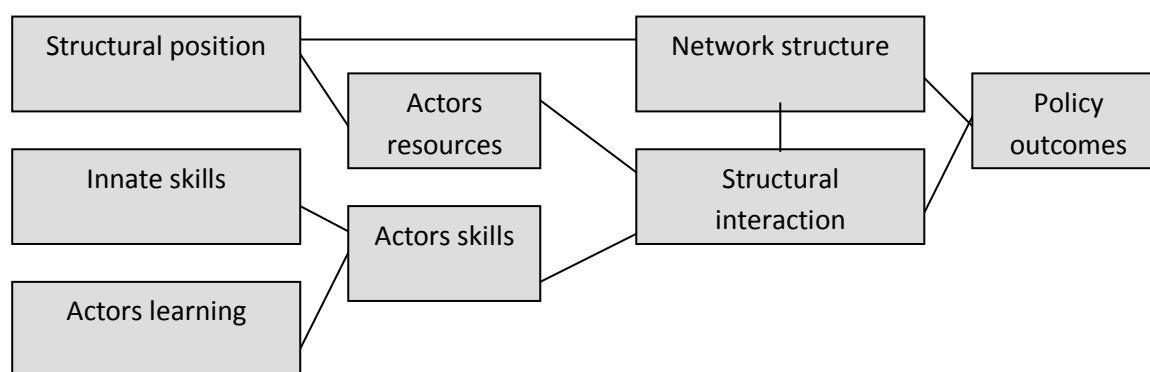 Structural position
Network structure
Actors
resources
Policy
outcomes
Innate skills
Structural
interaction
Actors skills
Actors learning